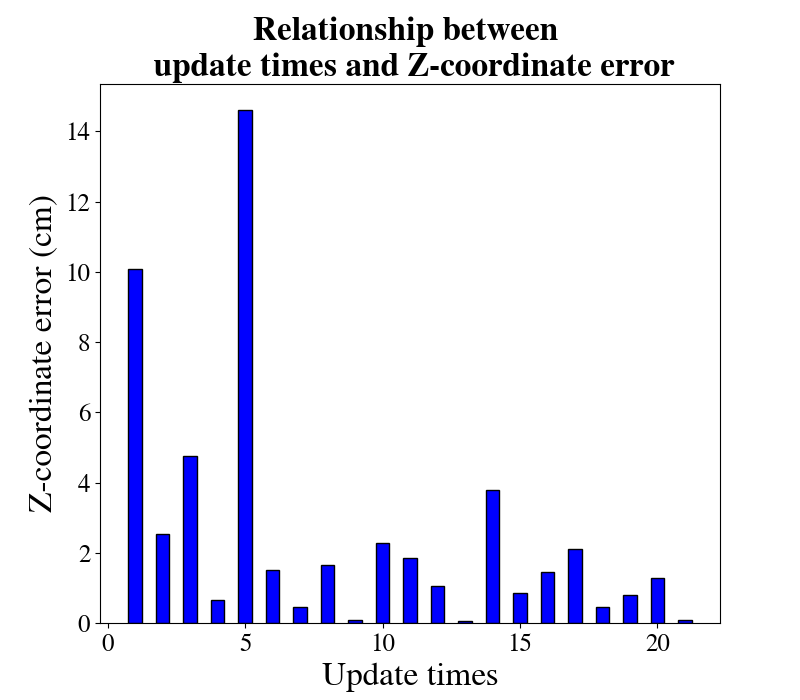 Relationship between
update times and Z-coordinate error
Z-coordinate error (cm)
14
12
10
8
6
4
2
0
0 5 10 15 20
Update times